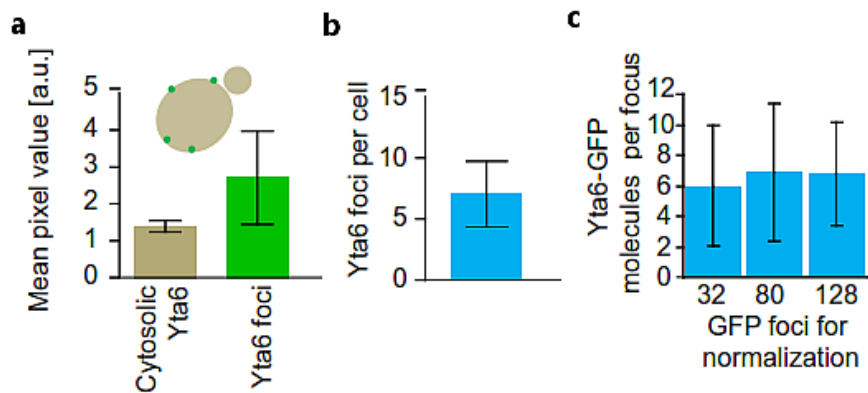 a
Mean pixel value [a.u.]
5
4
3
2
1
0
Cytosolic
Yta6
Yta6 foci
b
Yta6 foci per cell
15
10
5
0
c
Yta6-GFP
molecules per focus
12
10
8
6
4
2
0
32 80 128
GFP foci for
normalization